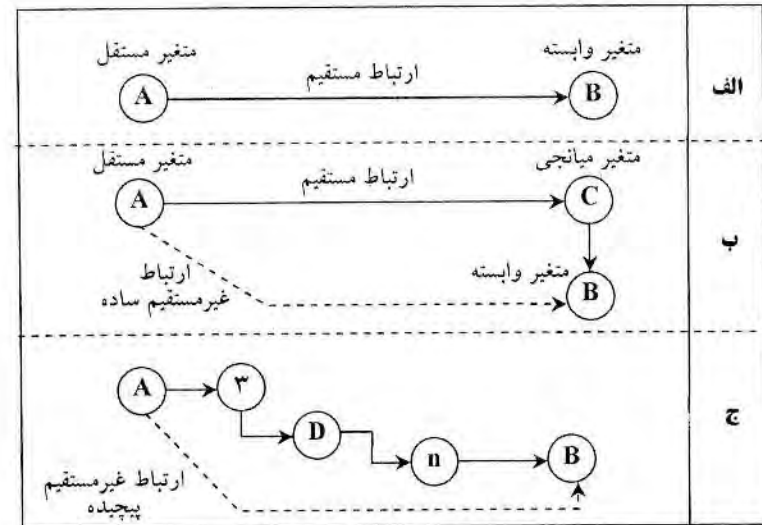 الف
متغیر مستقل
متغیر وابسته
A
ارتباط مستقیم
B
ب
متغیر مستقل
متغیر میانجی
A
ارتباط مستقیم
C
ارتباط
غیرمستقیم ساده
متغیر وابسته
B
ج
A
۳
D
n
B
ارتباط غیرمستقیم
پیچیده